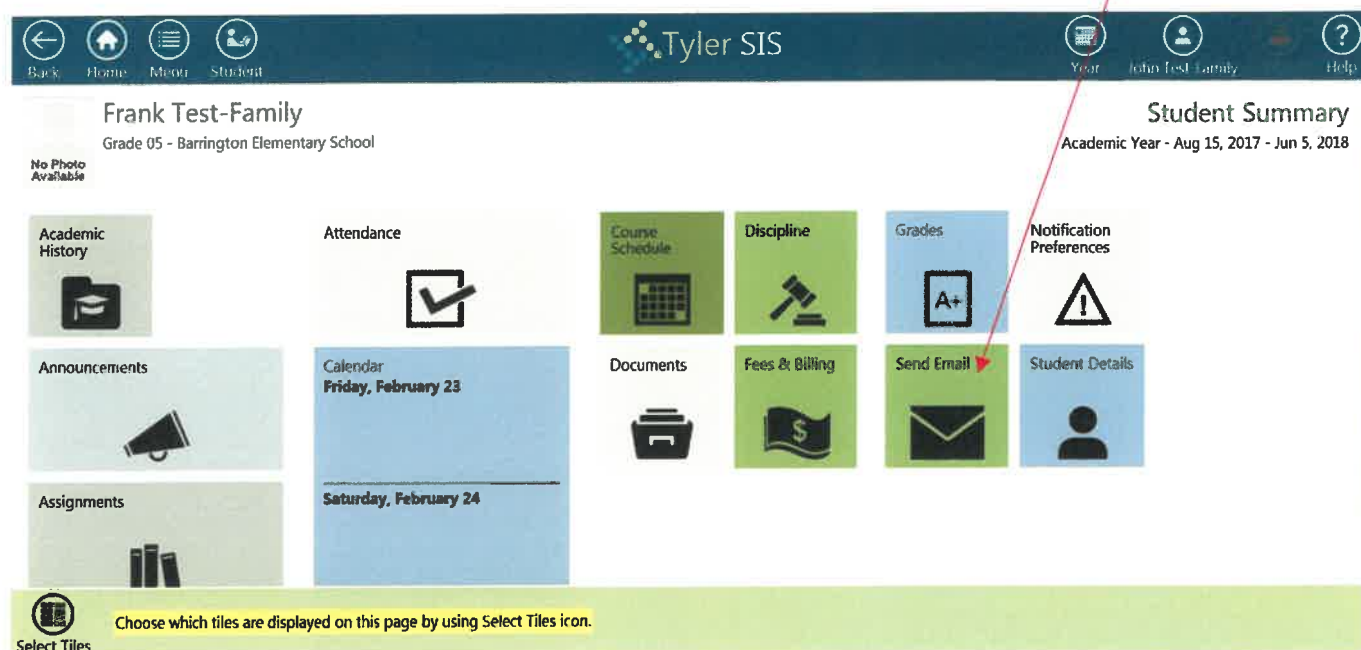 Tyler SIS
Back
Home
Menu
Student
Year
John Test-Family
Help
Frank Test-Family
Grade 05 - Barrington Elementary School
No Photo
Available
Student Summary
Academic Year - Aug 15, 2017 - Jun 5, 2018
Academic
History
Attendance
Course
Schedule
Discipline
Grades
A+
Notification
Preferences
Announcements
Calendar
Friday, February 23
Documents
Fees & Billing
$
Send Email
Student Details
Assignments
Saturday, February 24
Select Tiles
Choose which tiles are displayed on this page by using Select Tiles icon.